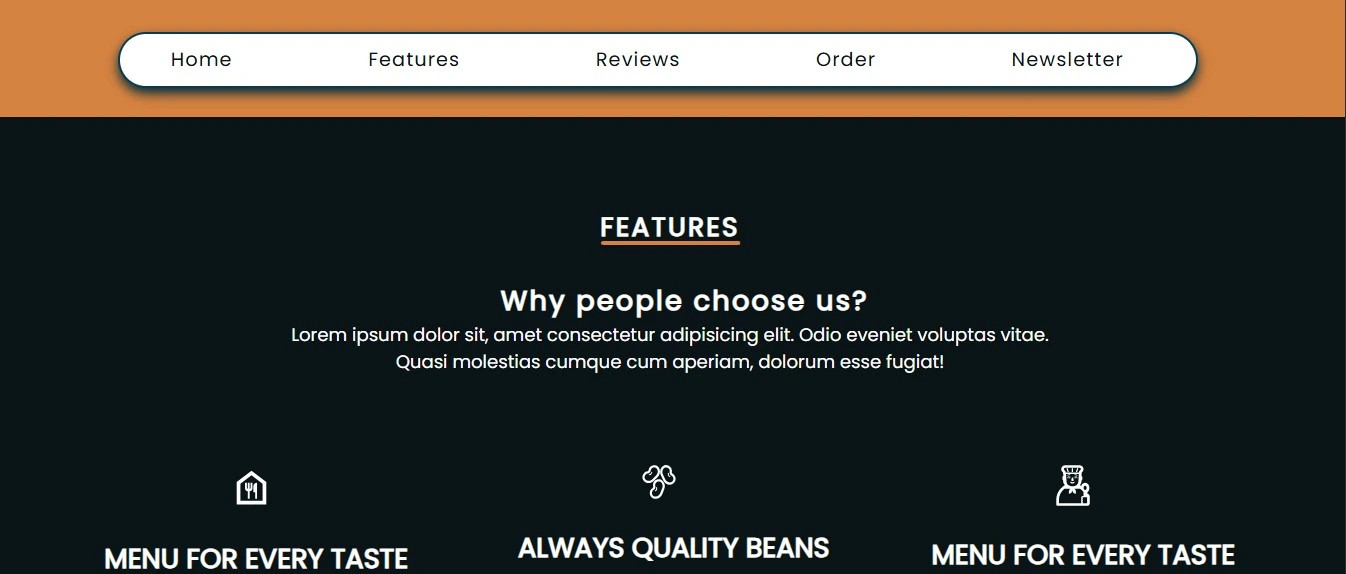 Home Features Reviews Order Newsletter
FEATURES
Why people choose us?
Lorem ipsum dolor sit, amet consectetur adipisicing elit. Odio eveniet voluptas vitae.
Quasi molestias cumque cum aperiam, dolorum esse fugiat!
MENU FOR EVERY TASTE
ALWAYS QUALITY BEANS
MENU FOR EVERY TASTE